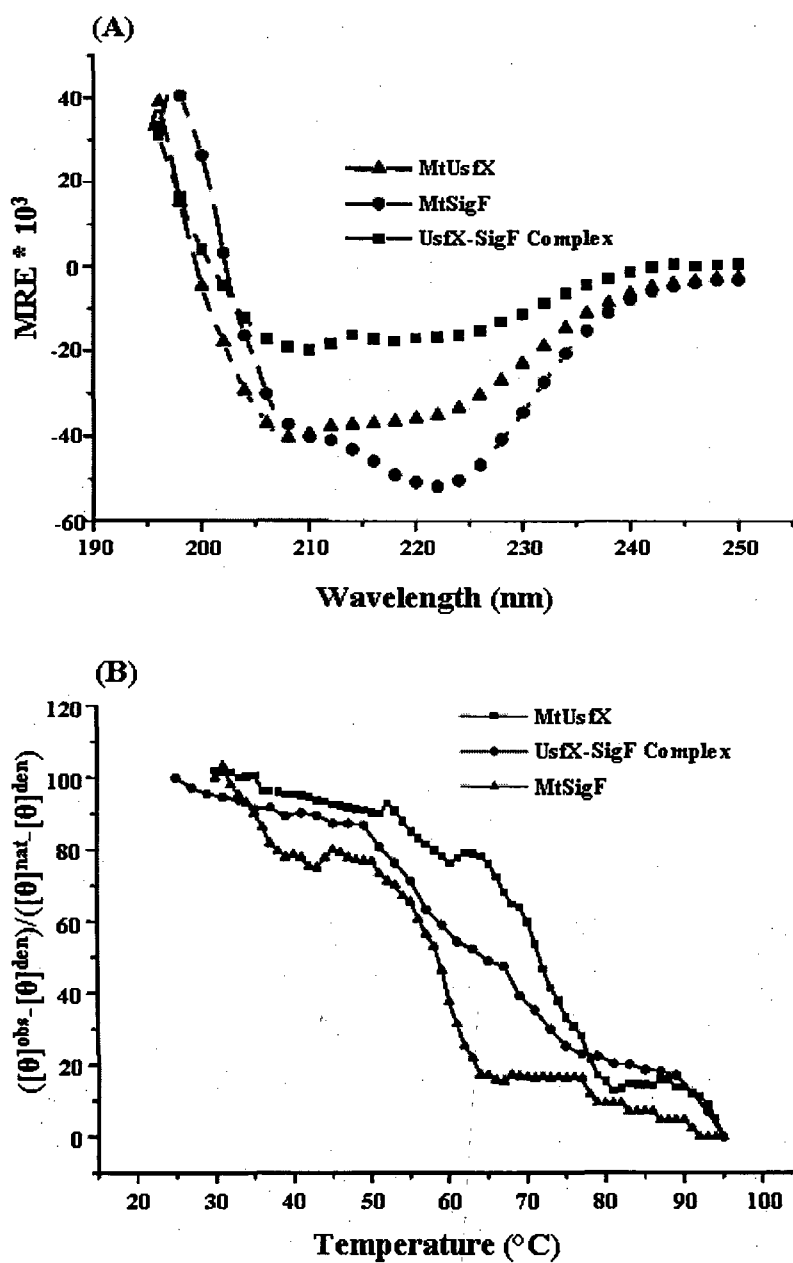 (A)
40
20
0
-20
-40
-60
MRE * 10³
MtUsfX
MtSigF
UsfX-SigF Complex
190 200 210 220 230 240 250
Wavelength (nm)
(B)
120
100
80
60
40
20
0
([θ]obs-[θ]den)/([θ]nat-[θ]den)
MtUsfX
UsfX-SigF Complex
MtSigF
20 30 40 50 60 70 80 90 100
Temperature (°C)